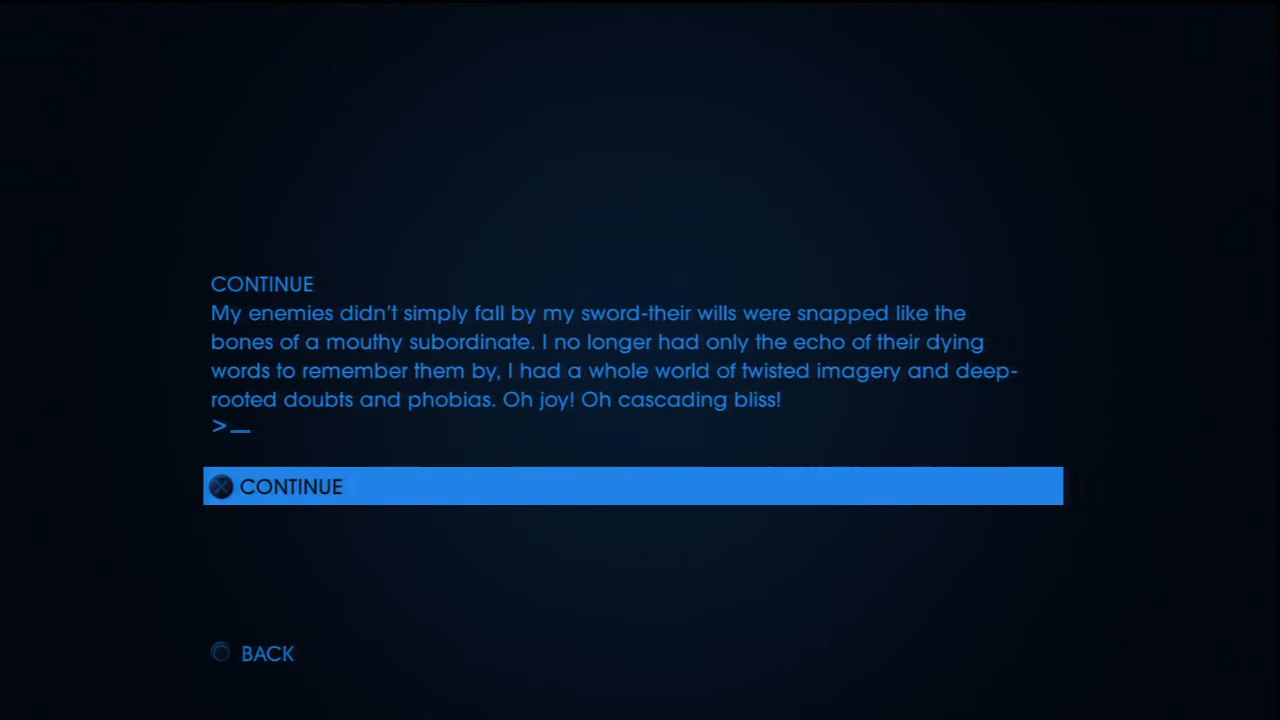 CONTINUE
My enemies didn't simply fall by my sword-their wills were snapped like the
bones of a mouthy subordinate. I no longer had only the echo of their dying
words to remember them by, I had a whole world of twisted imagery and deep-
rooted doubts and phobias. Oh joy! Oh cascading bliss!
>_
CONTINUE
BACK